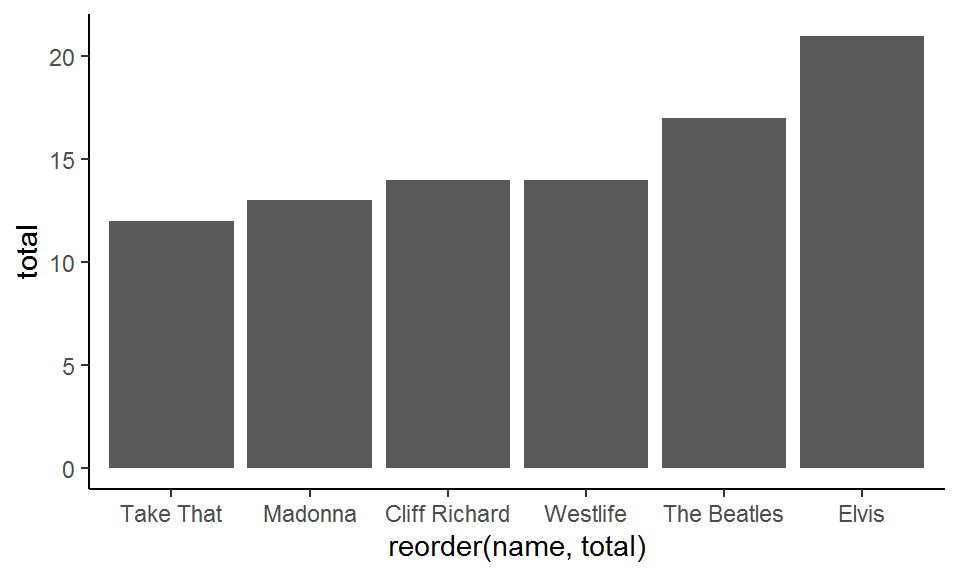 total
20
15
10
5
0
Take That Madonna Cliff Richard Westlife The Beatles Elvis
reorder(name, total)